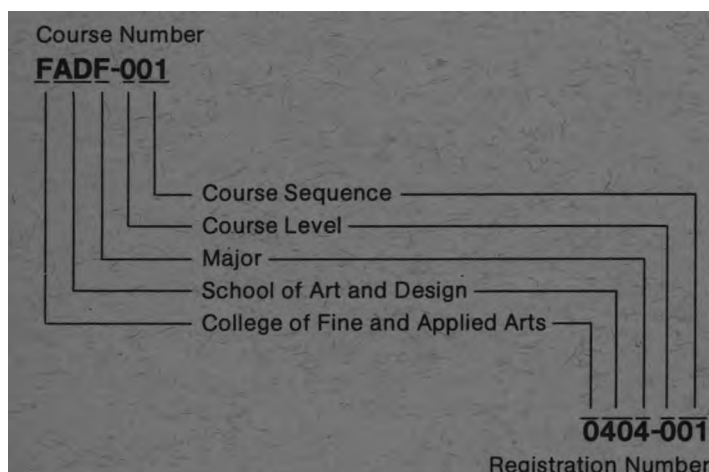 Course Number
FADF-001
Course Sequence
Course Level
Major
School of Art and Design
College of Fine and Applied Arts
0404-001
Registration Number